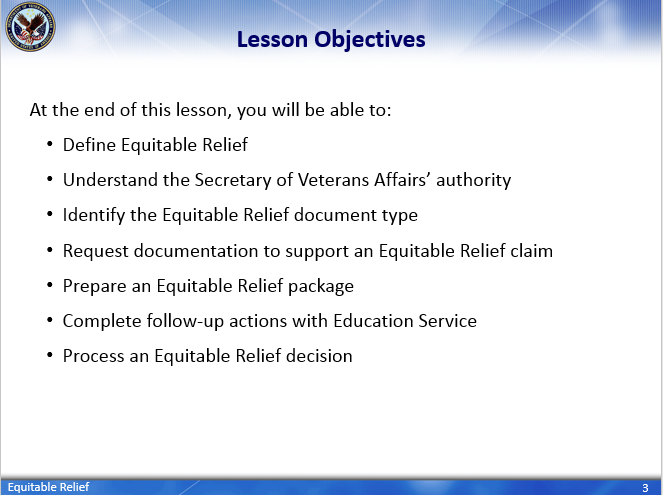 Lesson Objectives
At the end of this lesson, you will be able to:
• Define Equitable Relief
• Understand the Secretary of Veterans Affairs’ authority
• Identify the Equitable Relief document type
• Request documentation to support an Equitable Relief claim
• Prepare an Equitable Relief package
• Complete follow-up actions with Education Service
• Process an Equitable Relief decision
Equitable Relief
3